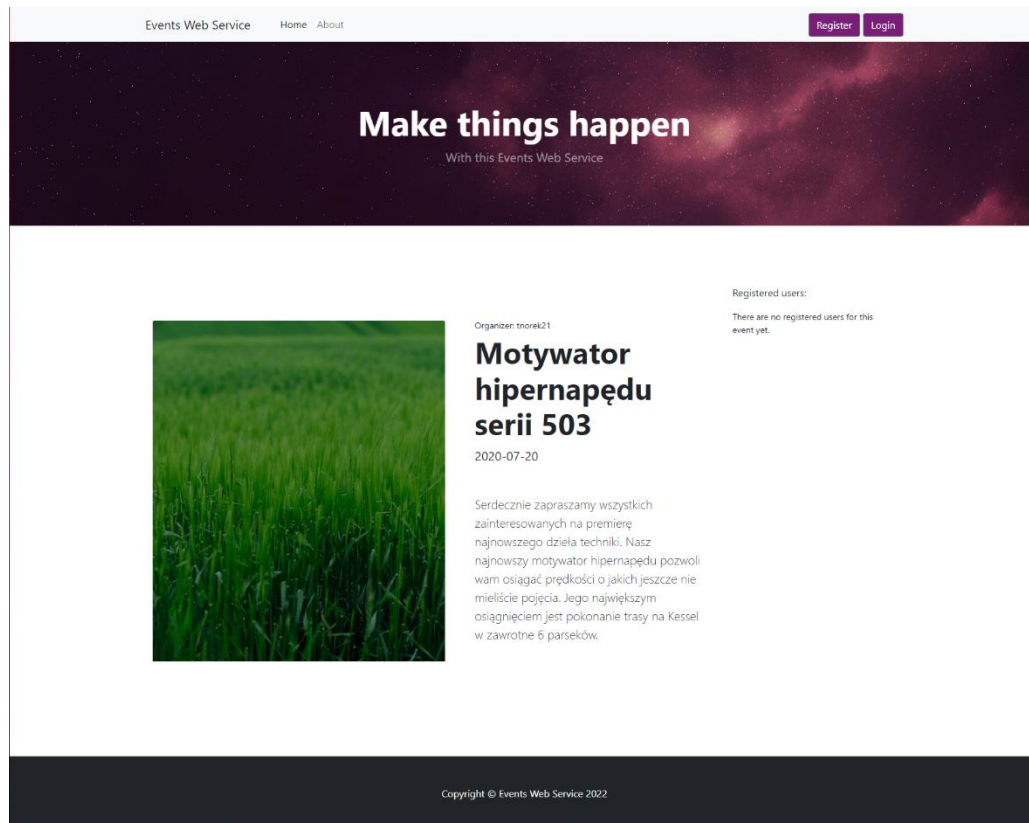 Events Web Service Home About Register Login
Make things happen
With this Events Web Service
Organizer: tnorek21
Motywator
hipernapędu
serii 503
2020-07-20
Serdecznie zapraszamy wszystkich
zainteresowanych na premierę
najnowszego dzieła techniki. Nasz
najnowszy motywator hipernapędu pozwoli
wam osiągać prędkości o jakich jeszcze nie
mieliście pojęcia. Jego największym
osiągnięciem jest pokonanie trasy na Kessel
w zawrotne 6 parseków.
Registered users:
There are no registered users for this
event yet.
Copyright © Events Web Service 2022